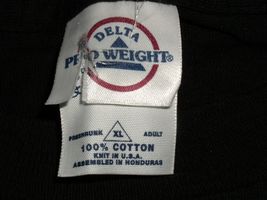 DELTA
PRO WEIGHT®
PRESHRUNK XL ADULT
100% COTTON
KNIT IN U.S.A.
ASSEMBLED IN HONDURAS